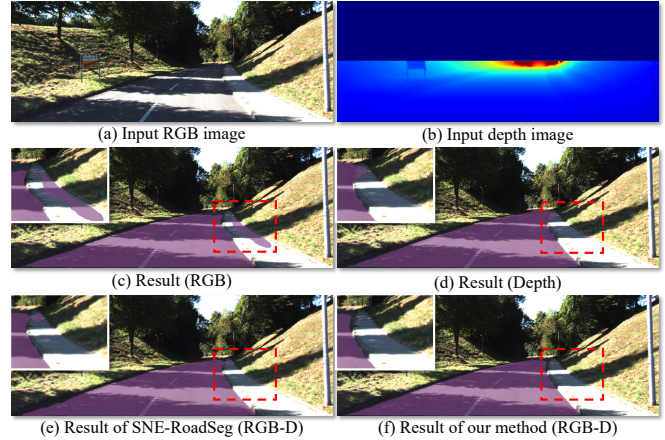 (a) Input RGB image
(b) Input depth image
(c) Result (RGB)
(d) Result (Depth)
(e) Result of SNE-RoadSeg (RGB-D)
(f) Result of our method (RGB-D)